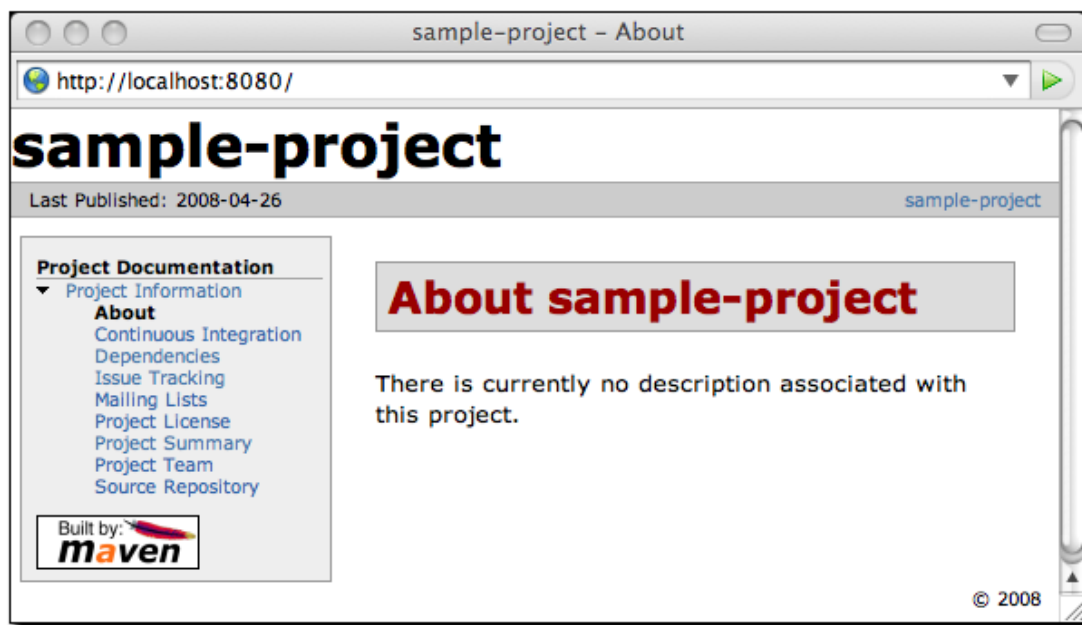 sample-project – About
http://localhost:8080/
sample-project
Last Published: 2008-04-26
sample-project
Project Documentation
Project Information
About
Continuous Integration
Dependencies
Issue Tracking
Mailing Lists
Project License
Project Summary
Project Team
Source Repository
Built by:
maven
About sample-project
There is currently no description associated with
this project.
© 2008